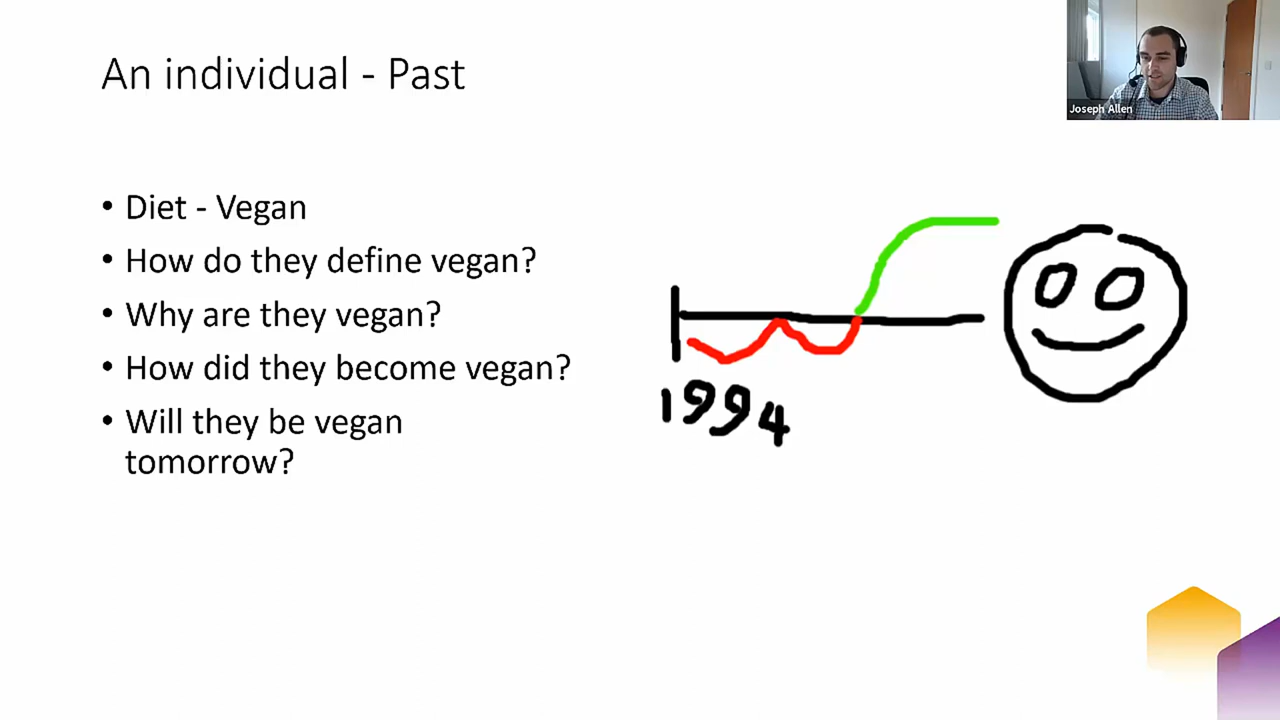 An individual - Past
Joseph Allen
• Diet - Vegan
• How do they define vegan?
• Why are they vegan?
• How did they become vegan?
• Will they be vegan
tomorrow?
1994